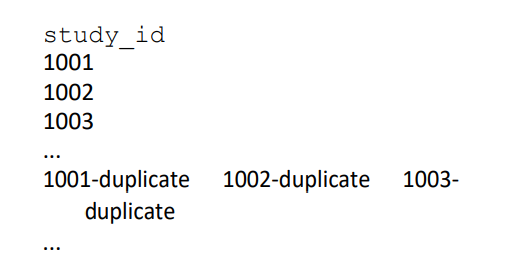 study_id
1001
1002
1003
...
1001-duplicate 1002-duplicate 1003-
duplicate
...